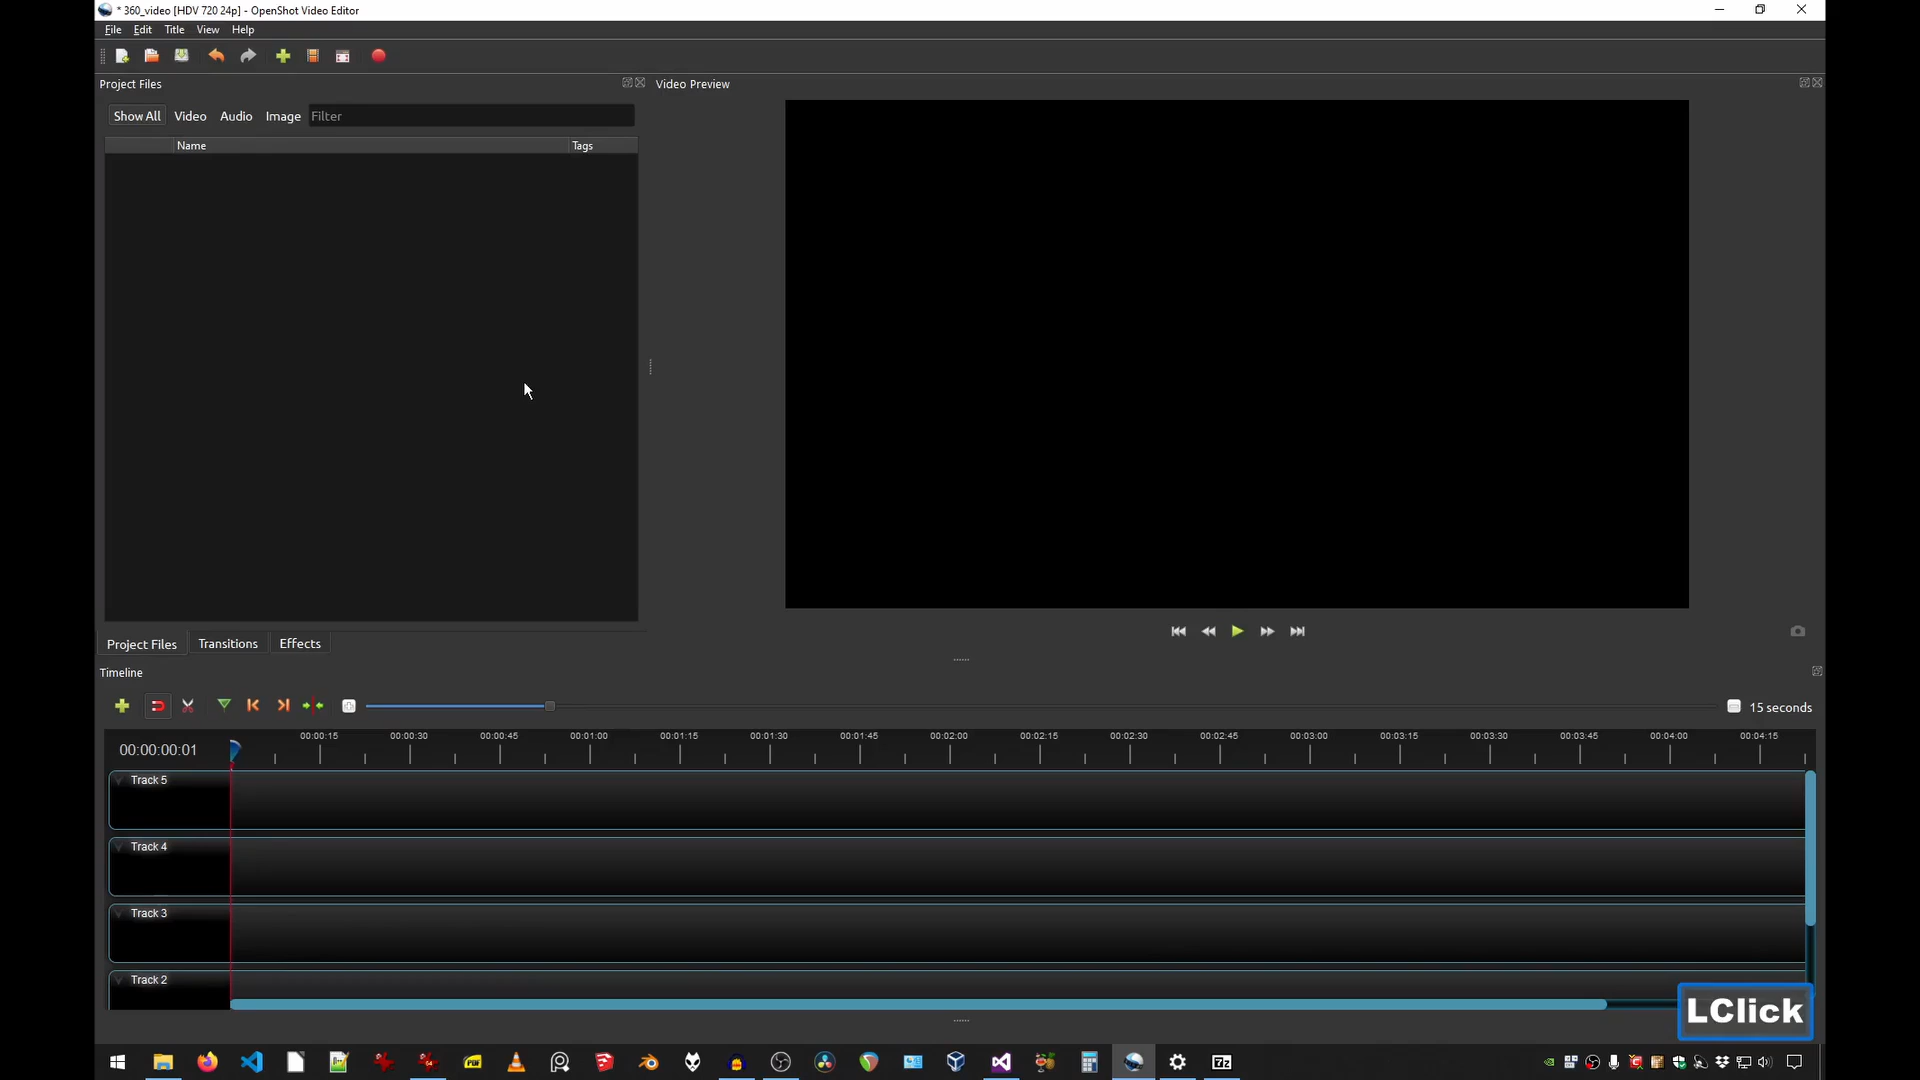 * 360_video [HDV 720 24p] - OpenShot Video Editor
File Edit Title View Help
Project Files
Video Preview
Show All Video Audio Image Filter
Name Tags
Project Files Transitions Effects
Timeline
15 seconds
00:00:00:01
00:00:15 00:00:30 00:00:45 00:01:00 00:01:15 00:01:30 00:01:45 00:02:00 00:02:15 00:02:30 00:02:45 00:03:00 00:03:15 00:03:30 00:03:45 00:04:00 00:04:15
Track 5
Track 4
Track 3
Track 2
LClick